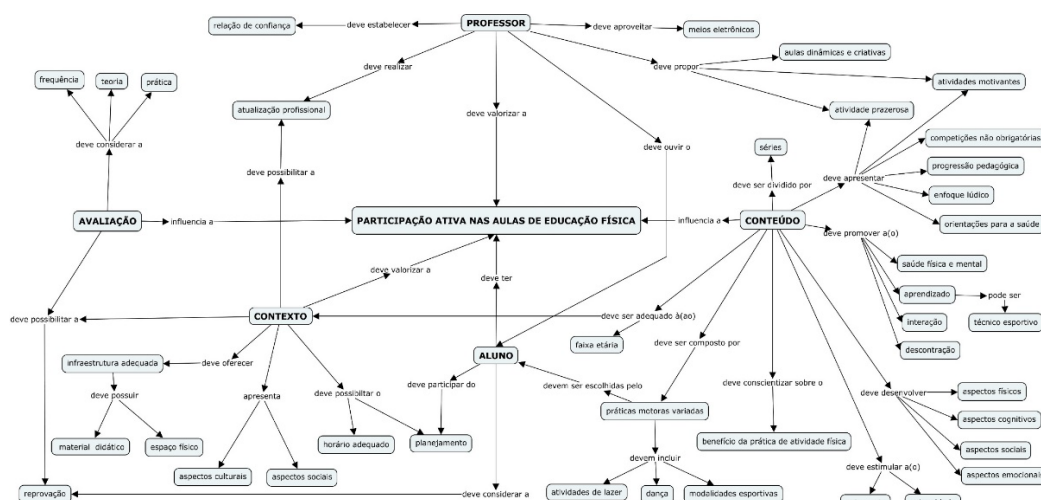 PROFESSOR
relação de confiança
deve estabelecer
deve aproveitar
meios eletrônicos
aulas dinâmicas e criativas
deve realizar
deve propor
frequência
teoria
prática
atividades motivantes
atualização profissional
deve valorizar a
atividade prazerosa
deve considerar a
deve ouvir o
séries
competições não obrigatórias
deve possibilitar a
deve apresentar
progressão pedagógica
deve ser dividido por
enfoque lúdico
AVALIAÇÃO
influencia a
PARTICIPAÇÃO ATIVA NAS AULAS DE EDUCAÇÃO FÍSICA
influencia a
CONTEÚDO
orientações para a saúde
deve promover a(o)
saúde física e mental
deve valorizar a
deve ter
aprendizado
pode ser
técnico esportivo
deve possibilitar a
CONTEXTO
deve ser adequado à(ao)
interação
faixa etária
deve ser composto por
descontração
infraestrutura adequada
deve oferecer
ALUNO
deve participar do
devem ser escolhidas pelo
deve conscientizar sobre o
deve desenvolver
aspectos físicos
deve possuir
apresenta
deve possibiltar o
práticas motoras variadas
aspectos cognitivos
material didático
espaço físico
horário adequado
planejamento
benefício da prática de atividade física
aspectos sociais
devem incluir
aspectos culturais
aspectos sociais
deve estimular a(o)
aspectos emocionais
reprovação
deve considerar a
atividades de lazer
dança
modalidades esportivas